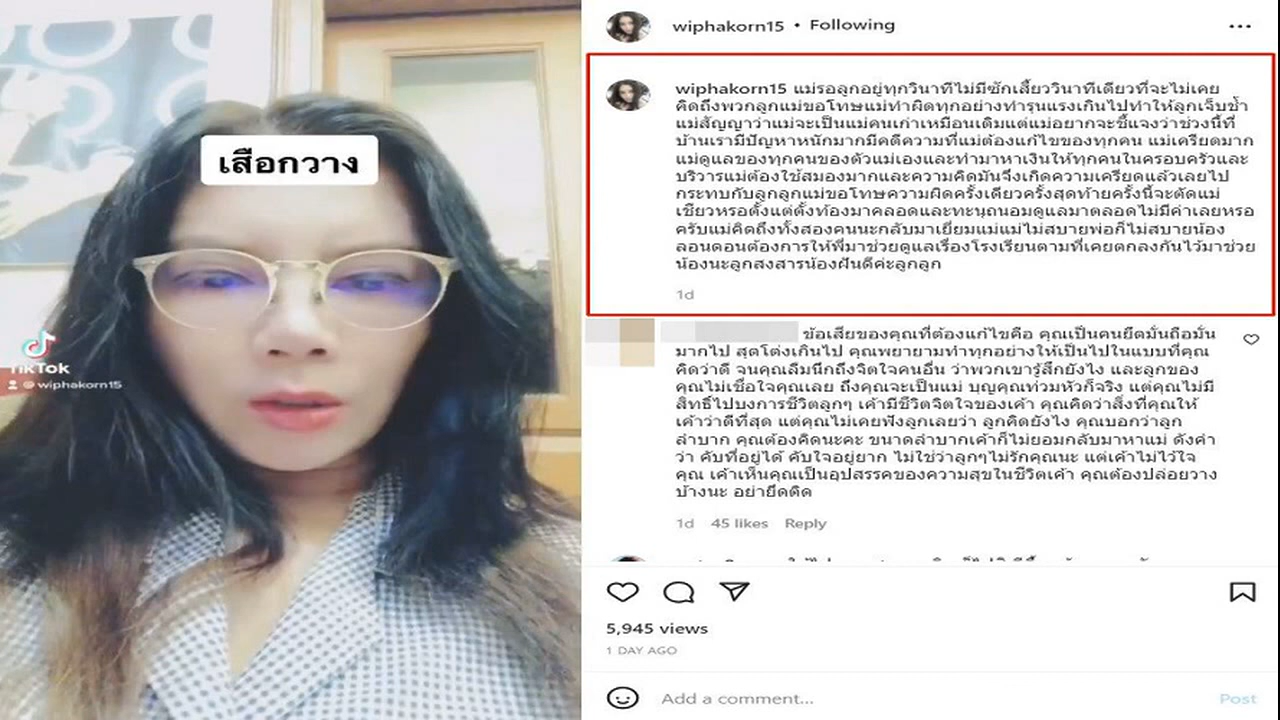 เสือกวาง
TikTok
@wiphakorn15
wiphakorn15 • Following
wiphakorn15 แม่รอลูกอยู่ทุกวินาทีไม่มีซักเสี้ยววินาทีเดียวที่จะไม่เคย
คิดถึงพวกลูกแม่ขอโทษแม่ทำผิดทุกอย่างทำรุนแรงเกินไปทำให้ลูกเจ็บช้ำ
แม่สัญญาว่าแม่จะเป็นแม่คนเก่าเหมือนเดิมแต่แม่อยากจะชี้แจงว่าช่วงนี้ที่
บ้านเรามีปัญหาหนักมากมีคดีความที่แม่ต้องแก้ไขของทุกคน แม่เครียดมาก
แม่ดูแลของทุกคนของตัวแม่เองและทำมาหาเงินให้ทุกคนในครอบครัวและ
บริวารแม่ต้องใช้สมองมากและความคิดมันจึงเกิดความเครียดแล้วเลยไป
กระทบกับลูกลูกแม่ขอโทษความผิดครั้งเดียวครั้งสุดท้ายครั้งนี้จะตัดแม่
เชียวหรอตั้งแต่ตั้งท้องมาคลอดและทะนุถนอมดูแลมาตลอดไม่มีค่าเลยหรอ
ครับแม่คิดถึงทั้งสองคนนะกลับมาเยี่ยมแม่แม่ไม่สบายพ่อก็ไม่สบายน้อง
ลอนดอนต้องการให้พี่มาช่วยดูแลเรื่องโรงเรียนตามที่เคยตกลงกันไว้มาช่วย
น้องนะลูกสงสารน้องฝันดีค่ะลูกลูก
1d
ข้อเสียของคุณที่ต้องแก้ไขคือ คุณเป็นคนยึดมั่นถือมั่น
มากไป สุดโต่งเกินไป คุณพยายามทำทุกอย่างให้เป็นไปในแบบที่คุณ
คิดว่าดี จนคุณลืมนึกถึงจิตใจคนอื่น ว่าพวกเขารู้สึกยังไง และลูกของ
คุณไม่เชื่อใจคุณเลย ถึงคุณจะเป็นแม่ บุญคุณท่วมหัวก็จริง แต่คุณไม่มี
สิทธิ์ไปบงการชีวิตลูกๆ เค้ามีชีวิตจิตใจของเค้า คุณคิดว่าสิ่งที่คุณให้
เค้าว่าดีที่สุด แต่คุณไม่เคยฟังลูกเลยว่า ลูกคิดยังไง คุณบอกว่าลูก
ลำบาก คุณต้องคิดนะคะ ขนาดลำบากเค้าก็ไม่ยอมกลับมาหาแม่ ดังคำ
ว่า คับที่อยู่ได้ คับใจอยู่ยาก ไม่ใช่ว่าลูกๆไม่รักคุณนะ แต่เค้าไม่ไว้ใจ
คุณ เค้าเห็นคุณเป็นอุปสรรคของความสุขในชีวิตเค้า คุณต้องปล่อยวาง
บ้างนะ อย่ายึดติด
1d 45 likes Reply
5,945 views
1 DAY AGO
Add a comment... Post